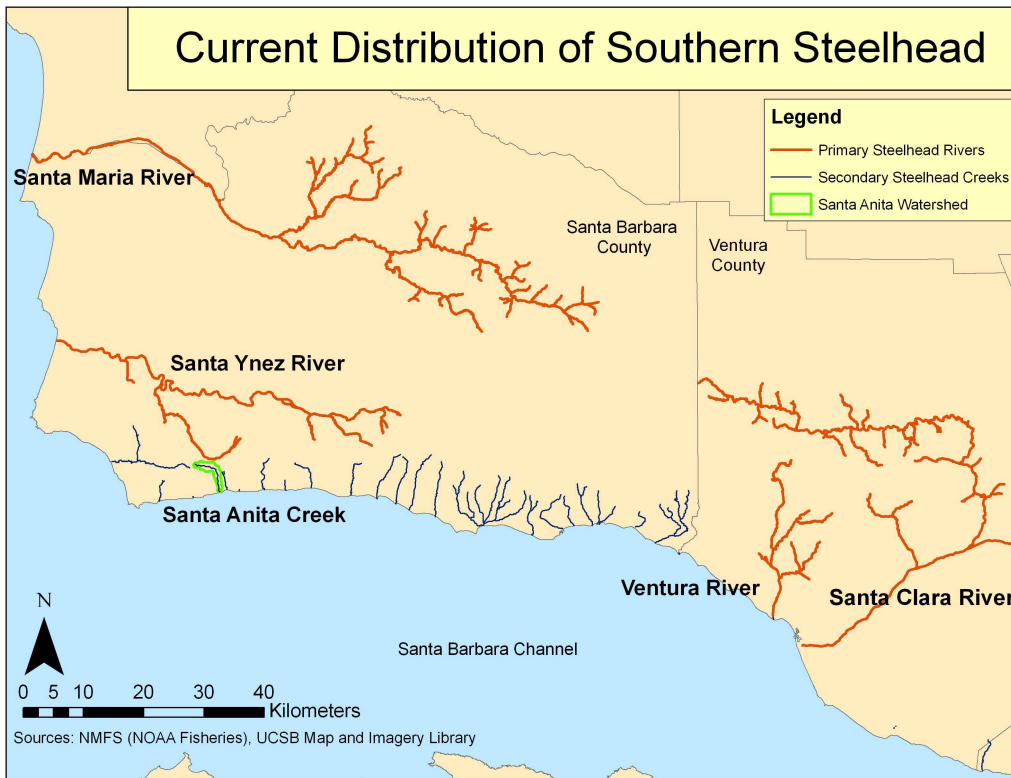 Current Distribution of Southern Steelhead
Legend
Primary Steelhead Rivers
Secondary Steelhead Creeks
Santa Anita Watershed
Santa Maria River
Santa Barbara
County
Ventura
County
Santa Ynez River
Santa Anita Creek
Ventura River
Santa Clara River
Santa Barbara Channel
N
0 5 10 20 30 40
Kilometers
Sources: NMFS (NOAA Fisheries), UCSB Map and Imagery Library